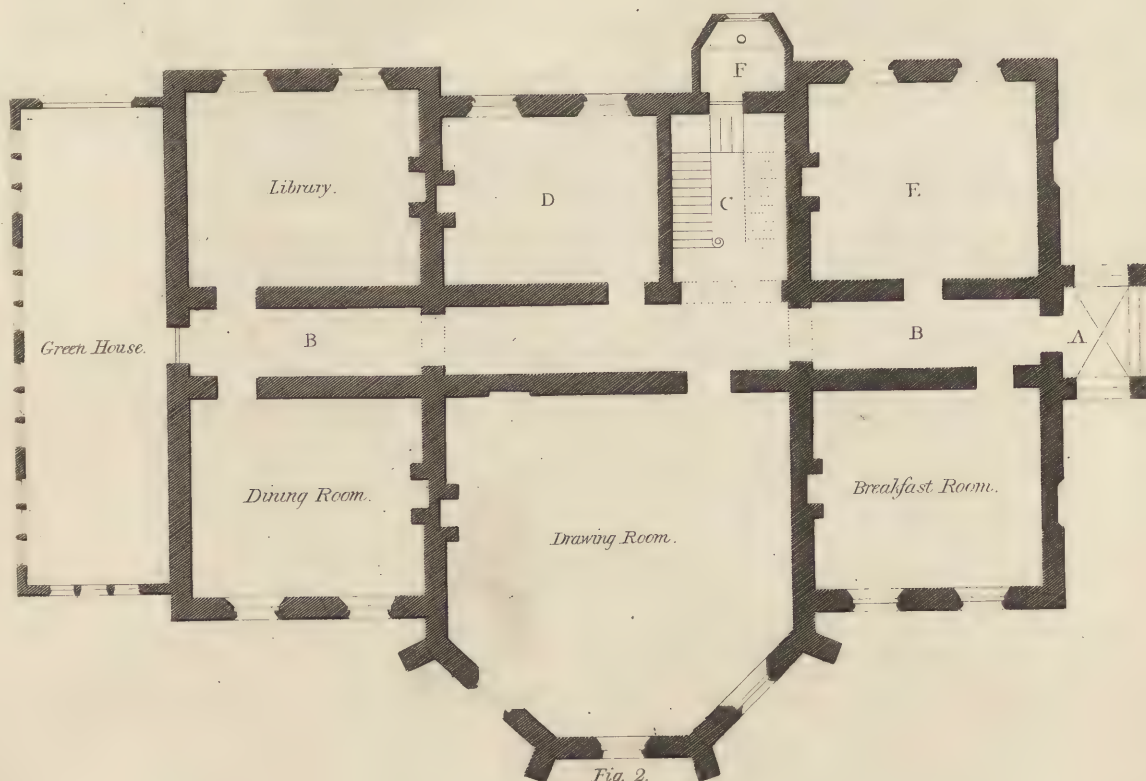 F
Library.
D
C
E
Green House.
B
B
A
Dining Room.
Drawing Room.
Breakfast Room.
Fig. 2.